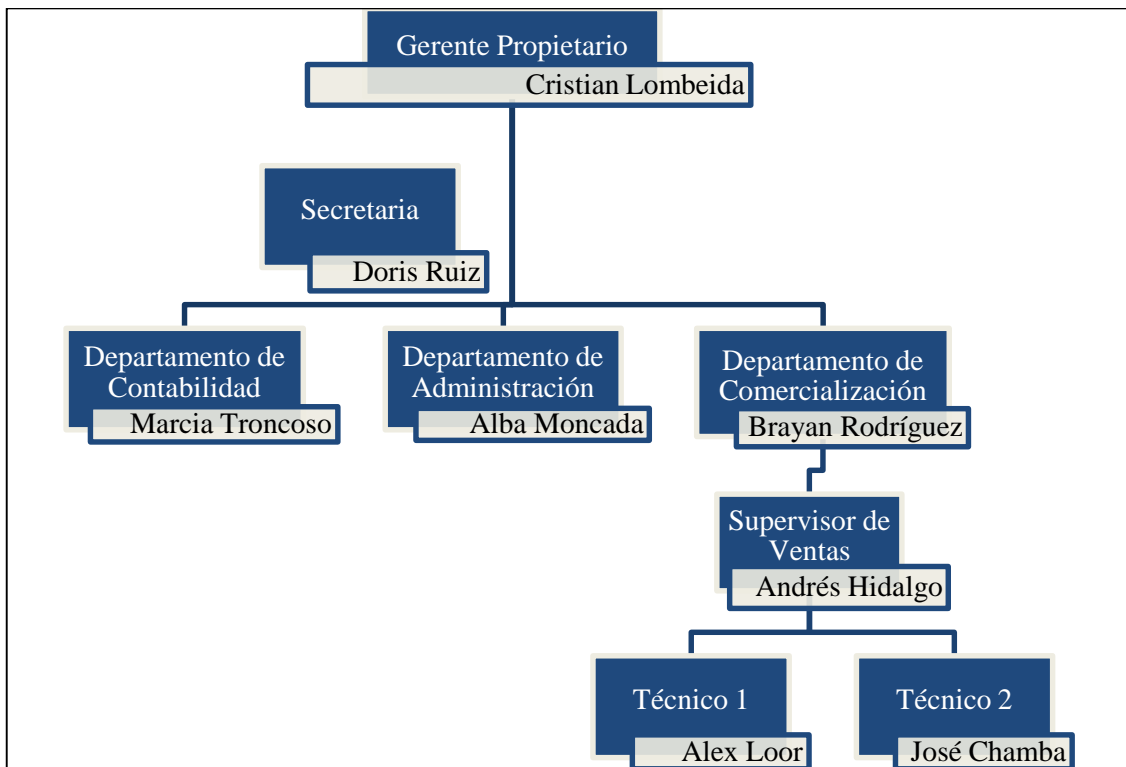 Gerente Propietario
Cristian Lombeida
Secretaria
Doris Ruiz
Departamento de
Contabilidad
Marcia Troncoso
Departamento de
Administración
Alba Moncada
Departamento de
Comercialización
Brayan Rodríguez
Supervisor de
Ventas
Andrés Hidalgo
Técnico 1
Alex Loor
Técnico 2
José Chamba